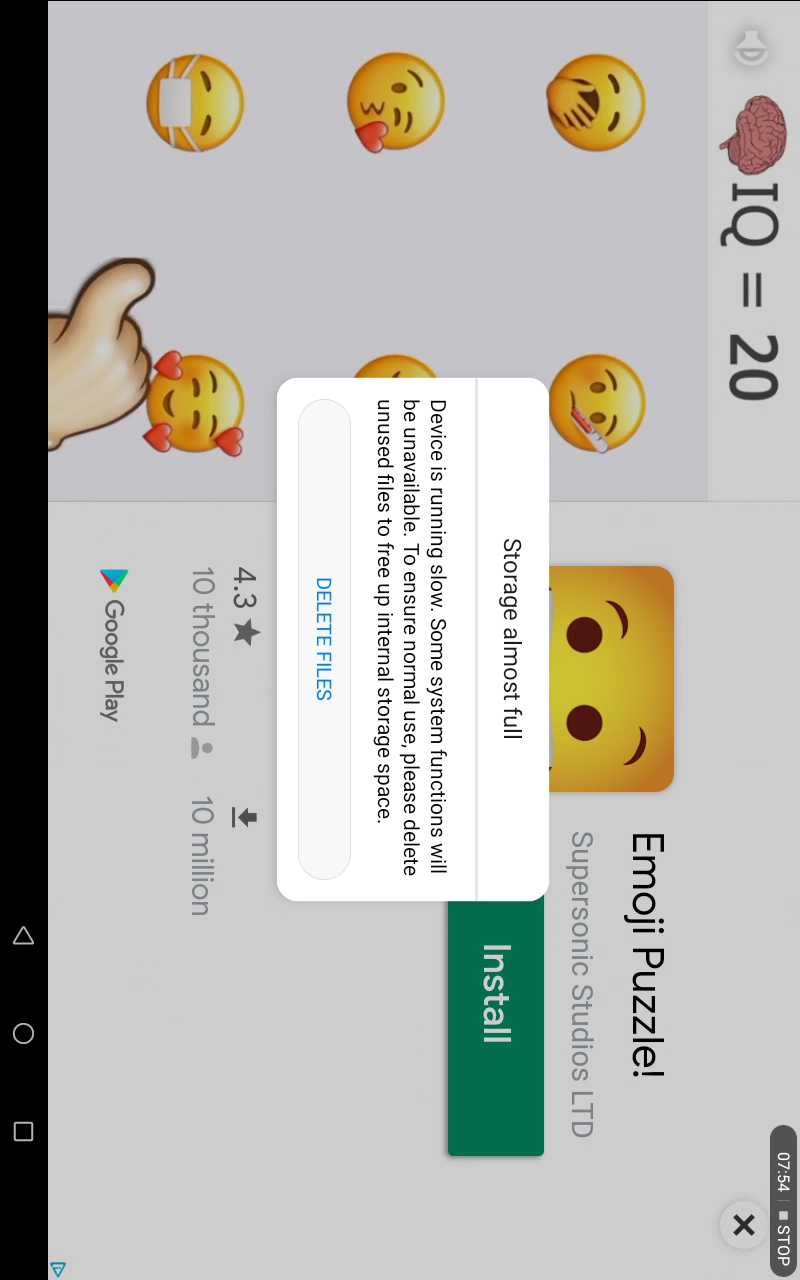 07:54 STOP
IQ = 20
Emoji Puzzle!
Supersonic Studios LTD
Install
Storage almost full
Device is running slow. Some system functions will
be unavailable. To ensure normal use, please delete
unused files to free up internal storage space.
DELETE FILES
4.3
10 thousand
10 million
Google Play